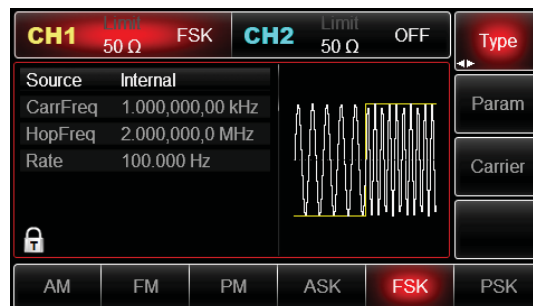 CH1 Limit 50 Ω FSK CH2 Limit 50 Ω OFF Type
Source Internal
CarrFreq 1.000,000,00 kHz
HopFreq 2.000,000,0 MHz
Rate 100.000 Hz
Param
Carrier
T
AM FM PM ASK FSK PSK